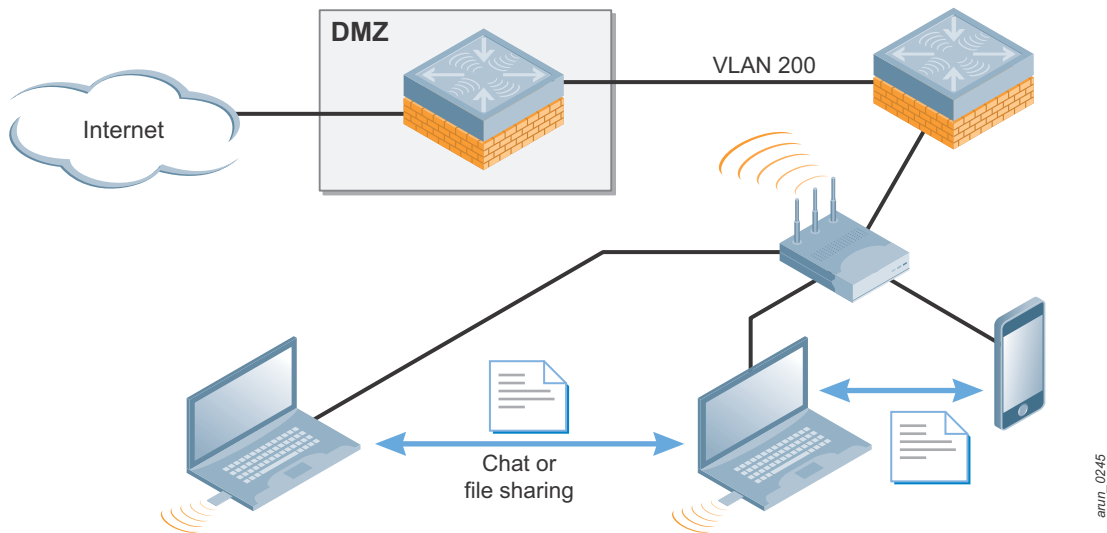 DMZ
VLAN 200
Internet
Chat or
file sharing
arun_0245